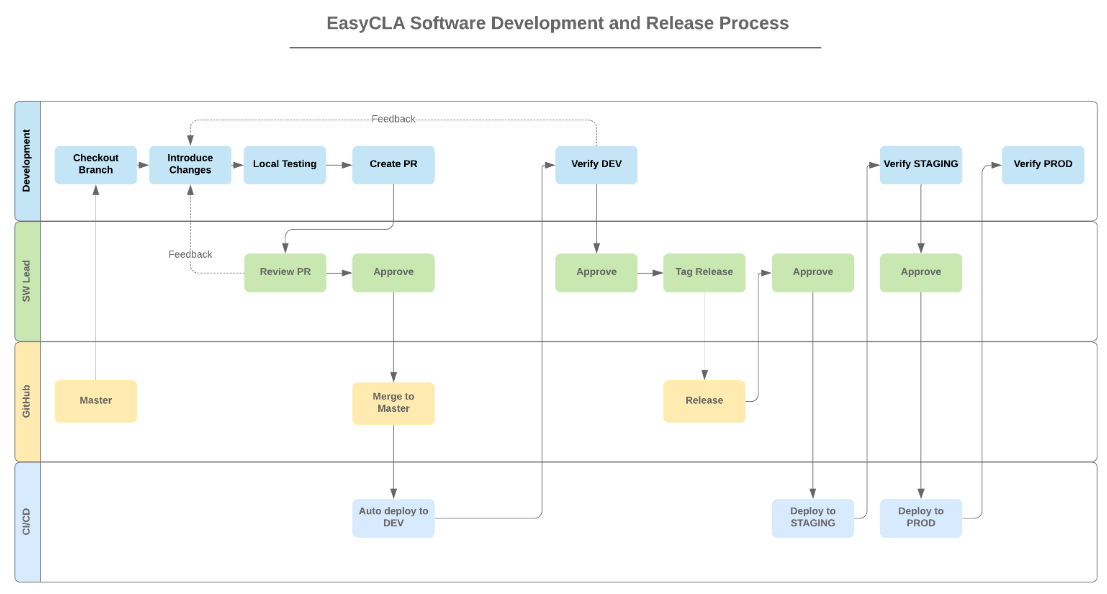 EasyCLA Software Development and Release Process
Development
Feedback
Checkout
Branch
Introduce
Changes
Local Testing
Create PR
Verify DEV
Verify STAGING
Verify PROD
SW Lead
Feedback
Review PR
Approve
Approve
Tag Release
Approve
Approve
GitHub
Master
Merge to
Master
Release
CI/CD
Auto deploy to
DEV
Deploy to
STAGING
Deploy to
PROD